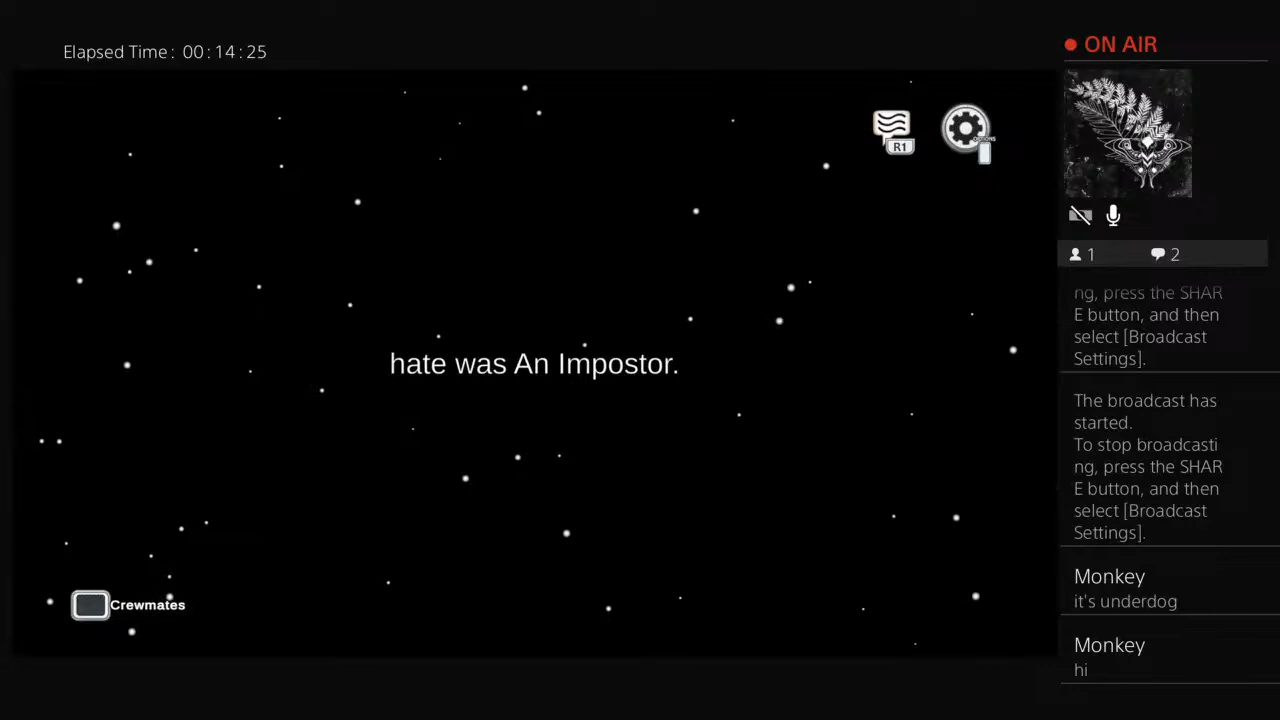 Elapsed Time: 00:14:25
ON AIR
R1
OPTIONS
1
2
ng, press the SHAR
E button, and then
select [Broadcast
Settings].
hate was An Impostor.
The broadcast has
started.
To stop broadcasti
ng, press the SHAR
E button, and then
select [Broadcast
Settings].
Monkey
it's underdog
Crewmates
Monkey
hi